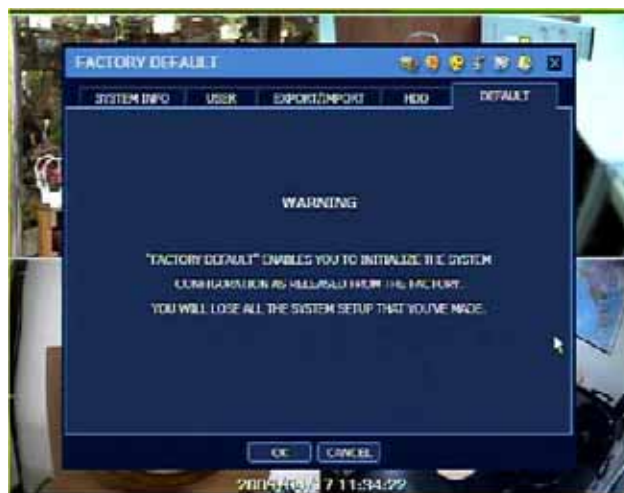 FACTORY DEFAULT
SYSTEM INFO USER EXPORT/IMPORT HDD DEFAULT
WARNING
"FACTORY DEFAULT" ENABLES YOU TO INITIALIZE THE SYSTEM
CONFIGURATION AS RELEASED FROM THE FACTORY.
YOU WILL LOSE ALL THE SYSTEM SETUP THAT YOU'VE MADE.
OK CANCEL
11:34:22